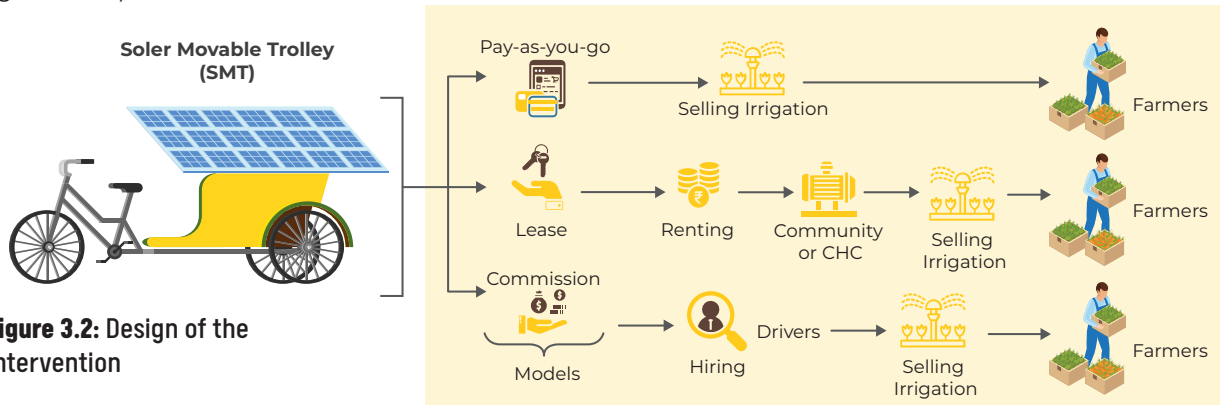 Soler Movable Trolley
(SMT)
Pay-as-you-go
Selling Irrigation
Farmers
Lease
Renting
₹
Community
or CHC
Selling
Irrigation
Farmers
Commission
Models
Hiring
Drivers
Selling
Irrigation
Farmers
igure 3.2: Design of the
ntervention